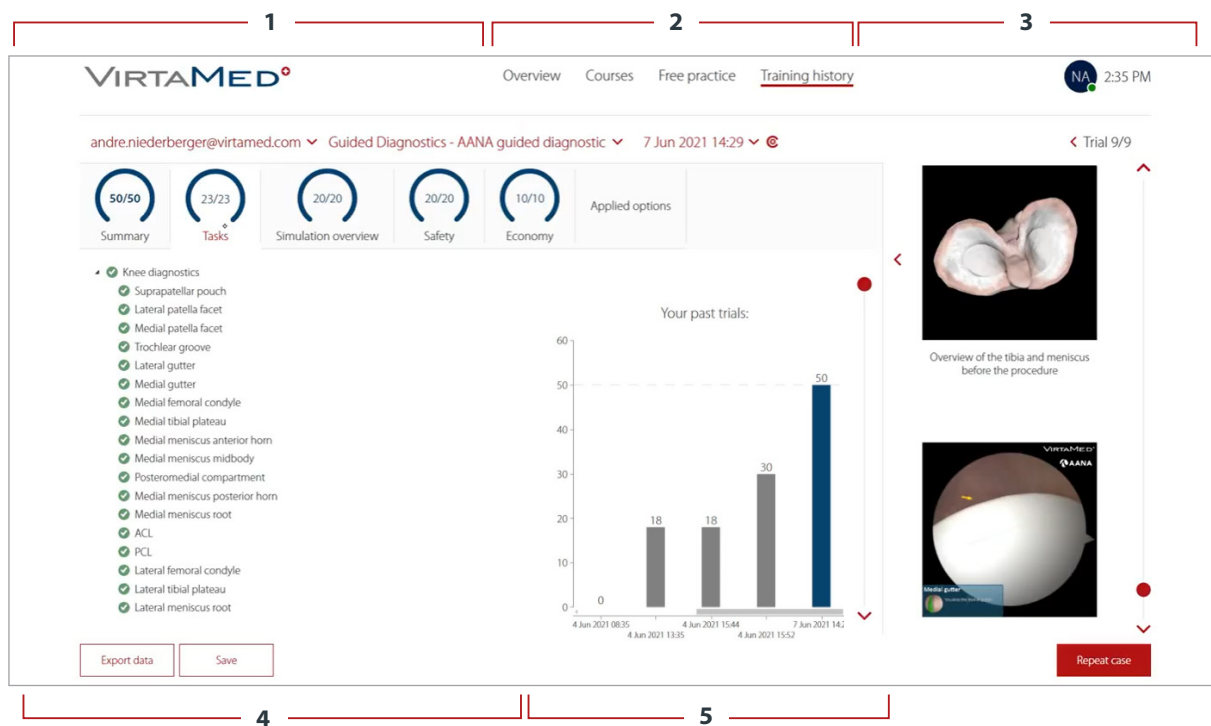 1 2 3
VIRTAMED
Overview Courses Free practice Training history
NA 2:35 PM
andre.niederberger@virtamed.com Guided Diagnostics - AANA guided diagnostic 7 Jun 2021 14:29
Trial 9/9
50/50 23/23 20/20 20/20 10/10
Summary Tasks Simulation overview Safety Economy Applied options
Knee diagnostics
Suprapatellar pouch
Lateral patella facet
Medial patella facet
Trochlear groove
Lateral gutter
Medial gutter
Medial femoral condyle
Medial tibial plateau
Medial meniscus anterior horn
Medial meniscus midbody
Posteromedial compartment
Medial meniscus posterior horn
Medial meniscus root
ACL
PCL
Lateral femoral condyle
Lateral tibial plateau
Lateral meniscus root
Your past trials:
60
50
40
30
20
10
0
0 18 18 30 50
4 Jun 2021 08:35 4 Jun 2021 15:44 7 Jun 2021 14:2
4 Jun 2021 13:35 4 Jun 2021 15:52
Overview of the tibia and meniscus
before the procedure
VIRTAMED
AANA
Medial gutter
Export data Save
Repeat case
4 5